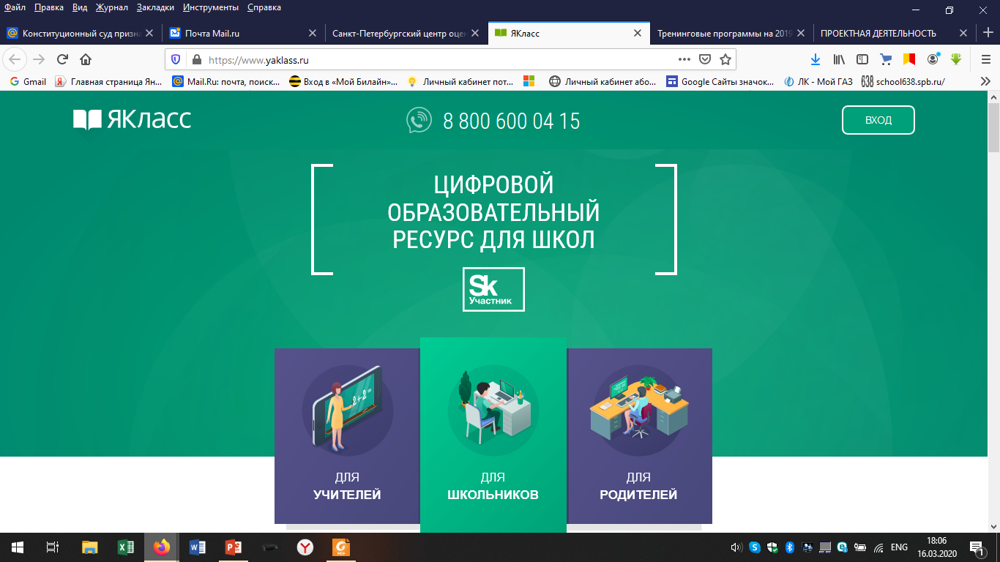 Файл Правка Вид Журнал Закладки Инструменты Справка
Конституционный суд призна
Почта Mail.ru
Санкт-Петербургский центр оцен
ЯКласс
Тренинговые программы на 2019
ПРОЕКТНАЯ ДЕЯТЕЛЬНОСТЬ
https://www.yaklass.ru
Gmail
Главная страница Ян...
Mail.Ru: почта, поиск...
Вход в «Мой Билайн»...
Личный кабинет пот...
Личный кабинет або...
Google Сайты значок...
ЛК - Мой ГАЗ
school638.spb.ru/
ЯКласс
8 800 600 04 15
ВХОД
ЦИФРОВОЙ
ОБРАЗОВАТЕЛЬНЫЙ
РЕСУРС ДЛЯ ШКОЛ
Sk
Участник
2+2=
ДЛЯ
УЧИТЕЛЕЙ
ДЛЯ
ШКОЛЬНИКОВ
ДЛЯ
РОДИТЕЛЕЙ
ENG
18:06
16.03.2020
1